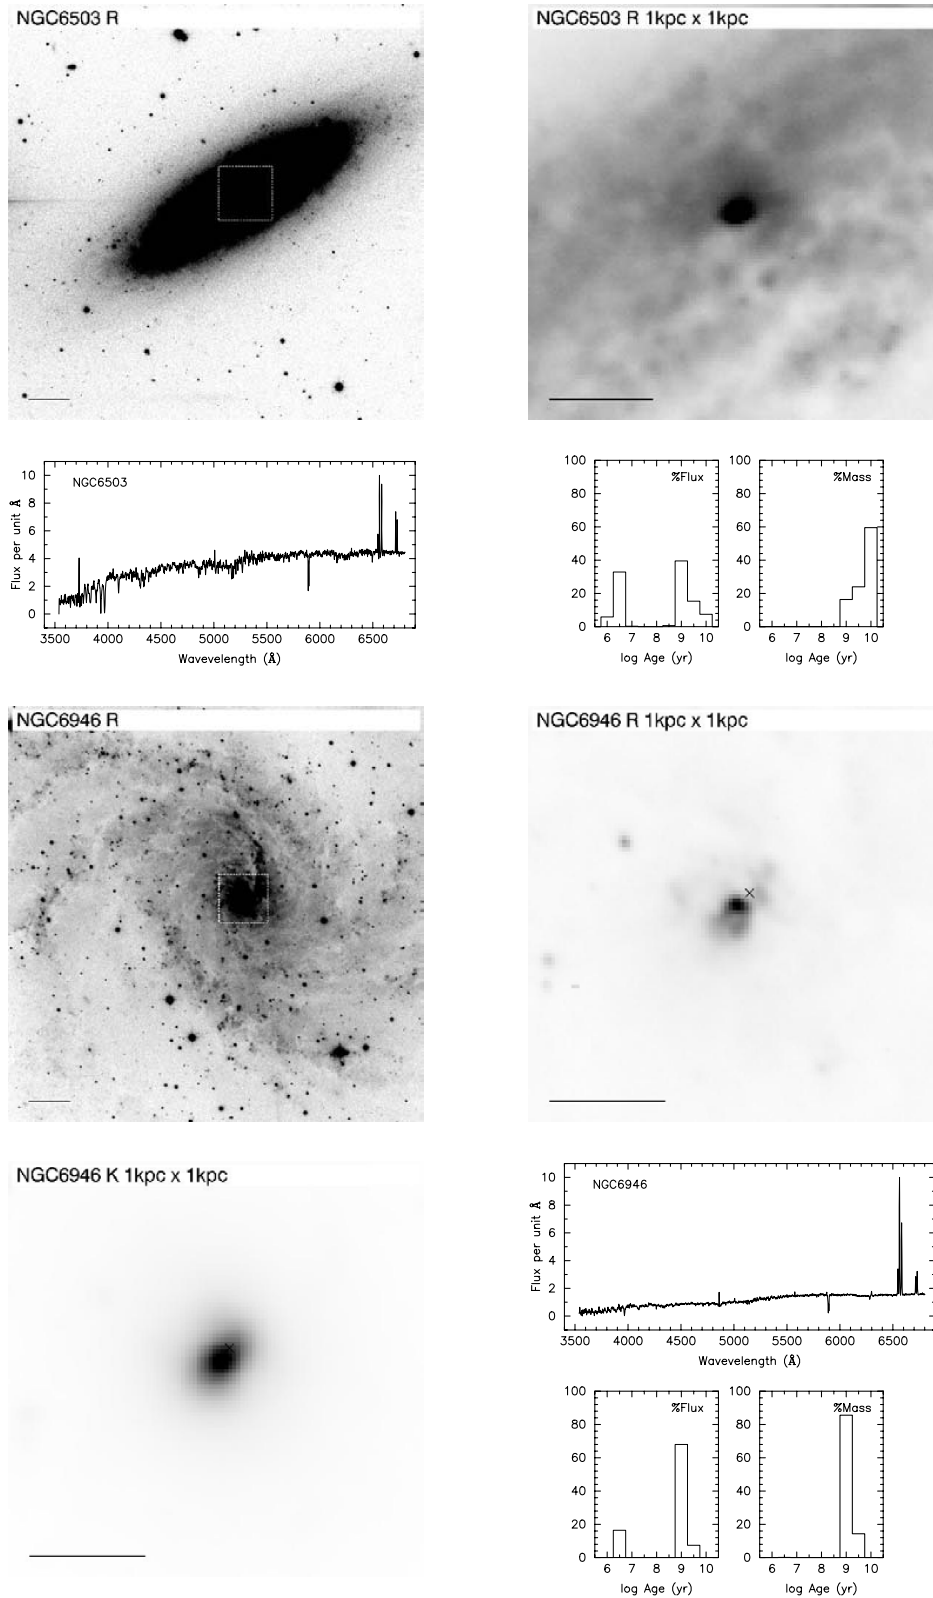 NGC6503 R
NGC6503 R 1kpc x 1kpc
NGC6503
10
8
6
4
2
0
Flux per unit Å
3500 4000 4500 5000 5500 6000 6500
Wavevelength (Å)
%Flux
100
80
60
40
20
0
6 7 8 9 10
log Age (yr)
%Mass
100
80
60
40
20
0
6 7 8 9 10
log Age (yr)
NGC6946 R
NGC6946 R 1kpc x 1kpc
NGC6946 K 1kpc x 1kpc
NGC6946
10
8
6
4
2
0
Flux per unit Å
3500 4000 4500 5000 5500 6000 6500
Wavevelength (Å)
%Flux
100
80
60
40
20
0
6 7 8 9 10
log Age (yr)
%Mass
100
80
60
40
20
0
6 7 8 9 10
log Age (yr)